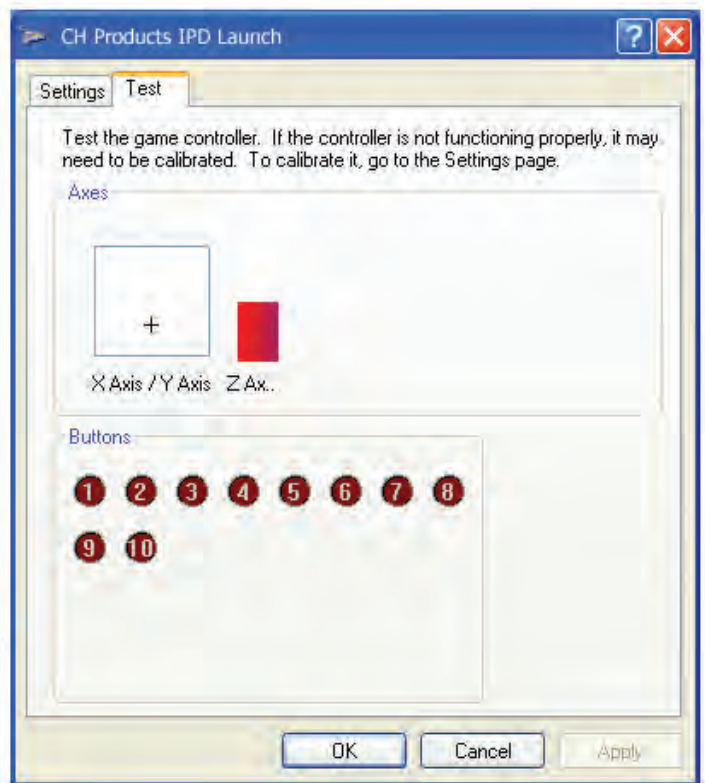 CH Products IPD Launch
?
Settings Test
Test the game controller. If the controller is not functioning properly, it may
need to be calibrated. To calibrate it, go to the Settings page.
Axes
X Axis / Y Axis Z Ax..
Buttons
1 2 3 4 5 6 7 8
9 10
OK Cancel Apply